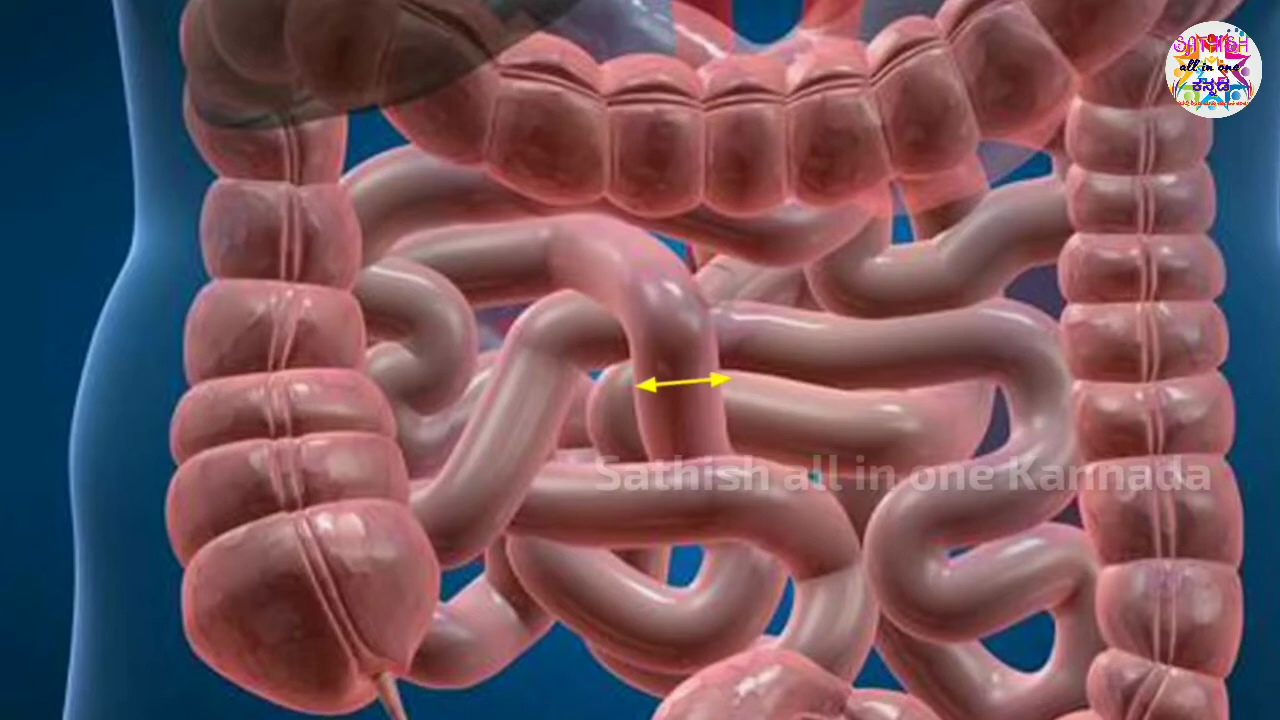 SATHISH
all in one
ಕನ್ನಡ
Sathish all in one Kannada